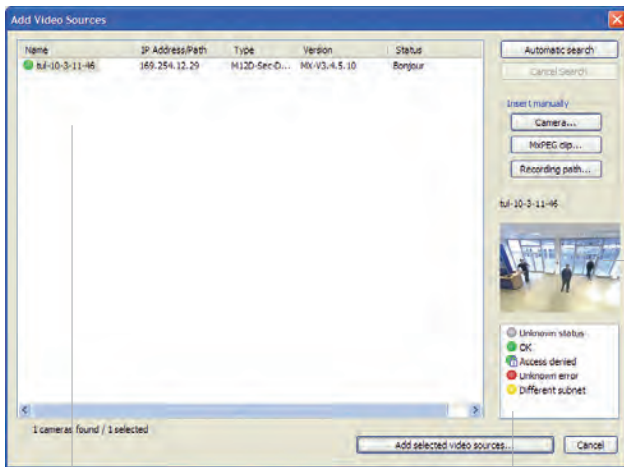 Add Video Sources
Name IP Address/Path Type Version Status
tul-10-3-11-46 169.254.12.29 M12D-Sec-D... MX-V3.4.5.10 Bonjour
Automatic search
Cancel Search
Insert manually
Camera...
MxPEG clip...
Recording path...
tul-10-3-11-46
Unknown status
OK
Access denied
Unknown error
Different subnet
1 cameras found / 1 selected
Add selected video sources...
Cancel